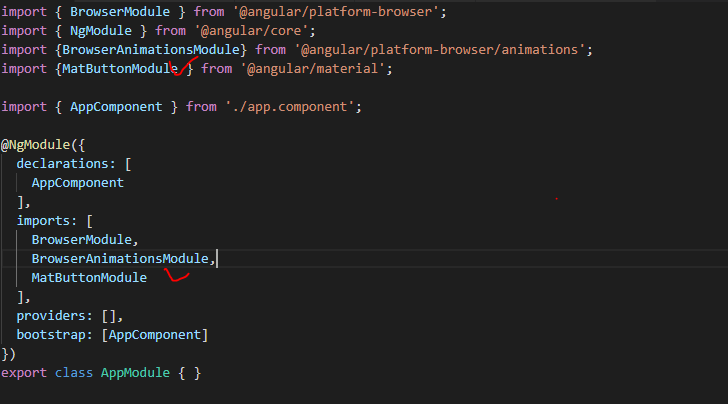 import { BrowserModule } from '@angular/platform-browser';
import { NgModule } from '@angular/core';
import {BrowserAnimationsModule} from '@angular/platform-browser/animations';
import {MatButtonModule } from '@angular/material';
import { AppComponent } from './app.component';
@NgModule({
  declarations: [
    AppComponent
  ],
  imports: [
    BrowserModule,
    BrowserAnimationsModule,
    MatButtonModule
  ],
  providers: [],
  bootstrap: [AppComponent]
})
export class AppModule { }